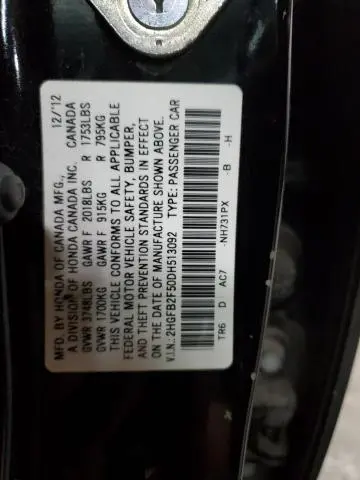 MFD. BY HONDA OF CANADA MFG., 12/'12
A DIVISION OF HONDA CANADA INC. CANADA
GVWR 3748LBS GAWR F 2018LBS R 1753LBS
GVWR 1700KG GAWR F 915KG R 795KG
THIS VEHICLE CONFORMS TO ALL APPLICABLE
FEDERAL MOTOR VEHICLE SAFETY, BUMPER,
AND THEFT PREVENTION STANDARDS IN EFFECT
ON THE DATE OF MANUFACTURE SHOWN ABOVE.
V.I.N.: 2HGFB2F50DH513092 TYPE: PASSENGER CAR
TR6 D AC7 -NH731PX -B -H